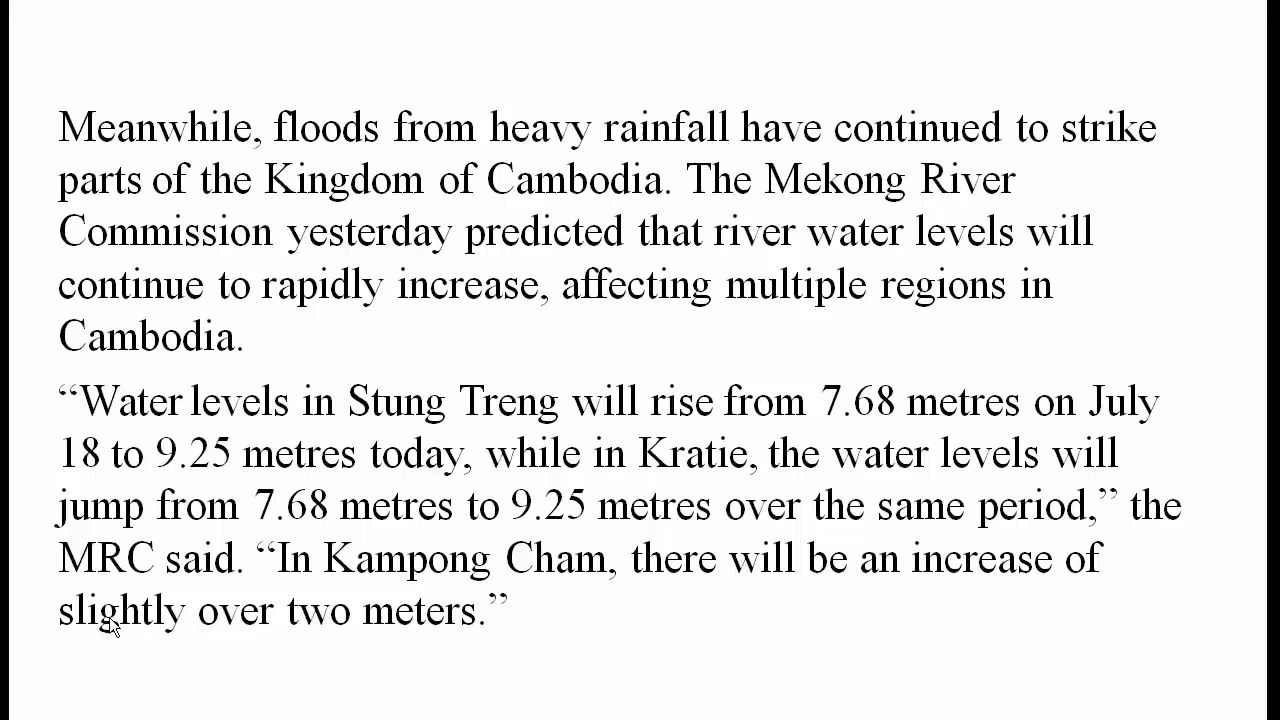 Meanwhile, floods from heavy rainfall have continued to strike
parts of the Kingdom of Cambodia. The Mekong River
Commission yesterday predicted that river water levels will
continue to rapidly increase, affecting multiple regions in
Cambodia.
“Water levels in Stung Treng will rise from 7.68 metres on July
18 to 9.25 metres today, while in Kratie, the water levels will
jump from 7.68 metres to 9.25 metres over the same period,” the
MRC said. “In Kampong Cham, there will be an increase of
slightly over two meters.”